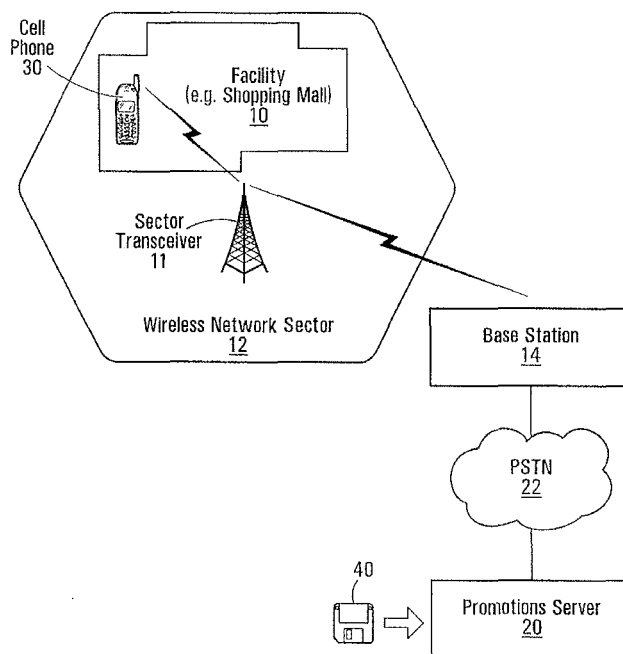 Cell
Phone
30
Facility
(e.g. Shopping Mall)
10
Sector
Transceiver
11
Wireless Network Sector
12
Base Station
14
PSTN
22
40
Promotions Server
20